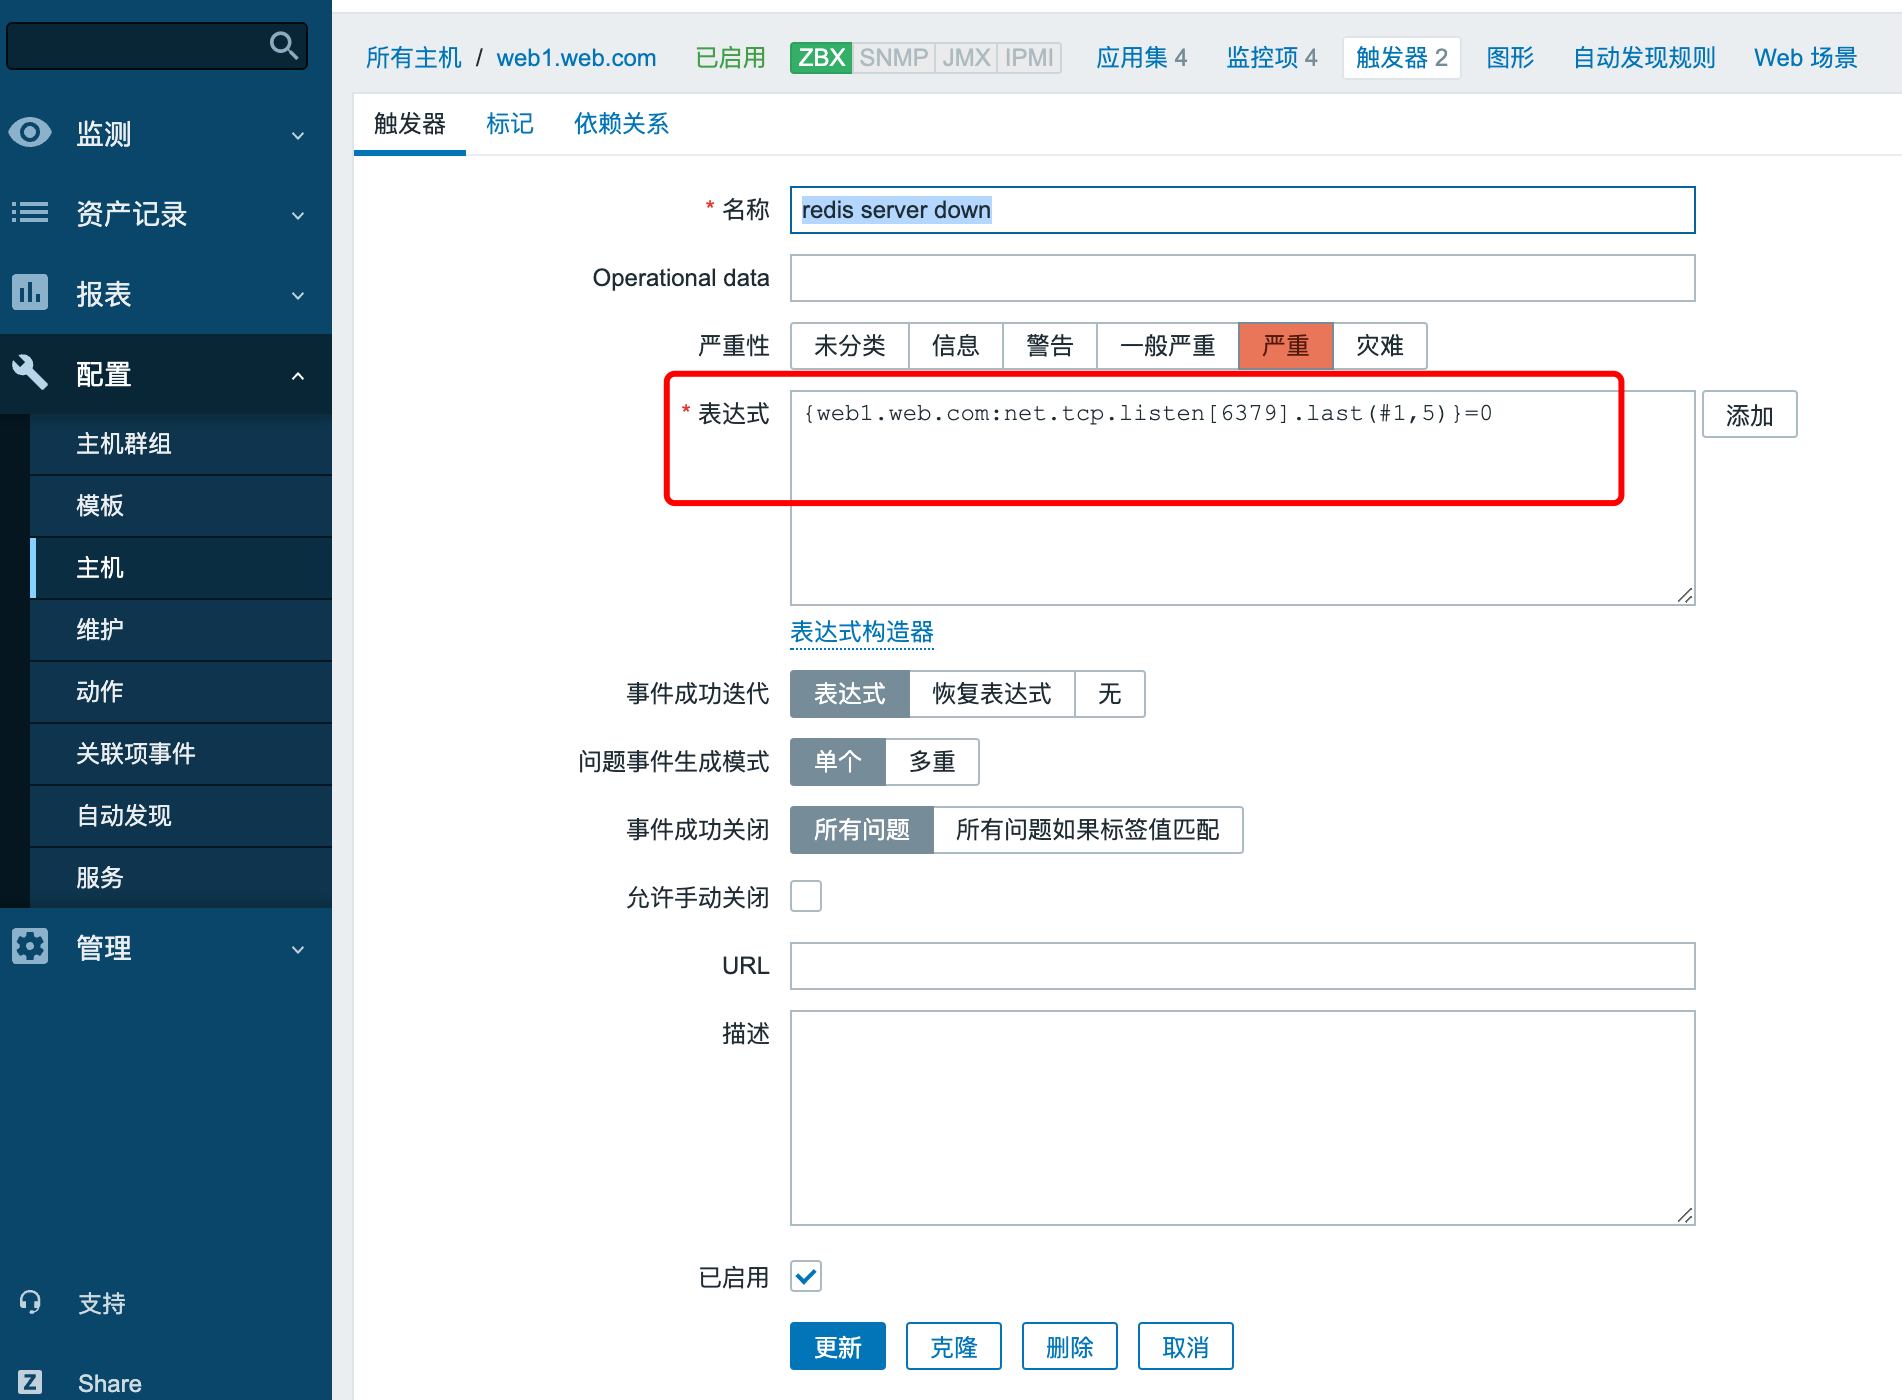 所有主机 / web1.web.com 已启用 ZBX SNMP JMX IPMI 应用集 4 监控项 4 触发器 2 图形 自动发现规则 Web 场景
监测
资产记录
报表
配置
主机群组
模板
主机
维护
动作
关联项事件
自动发现
服务
管理
支持
Z Share
触发器 标记 依赖关系
* 名称 redis server down
Operational data
严重性 未分类 信息 警告 一般严重 严重 灾难
* 表达式 {web1.web.com:net.tcp.listen[6379].last(#1,5)}=0 添加
表达式构造器
事件成功迭代 表达式 恢复表达式 无
问题事件生成模式 单个 多重
事件成功关闭 所有问题 所有问题如果标签值匹配
允许手动关闭
URL
描述
已启用
更新 克隆 删除 取消